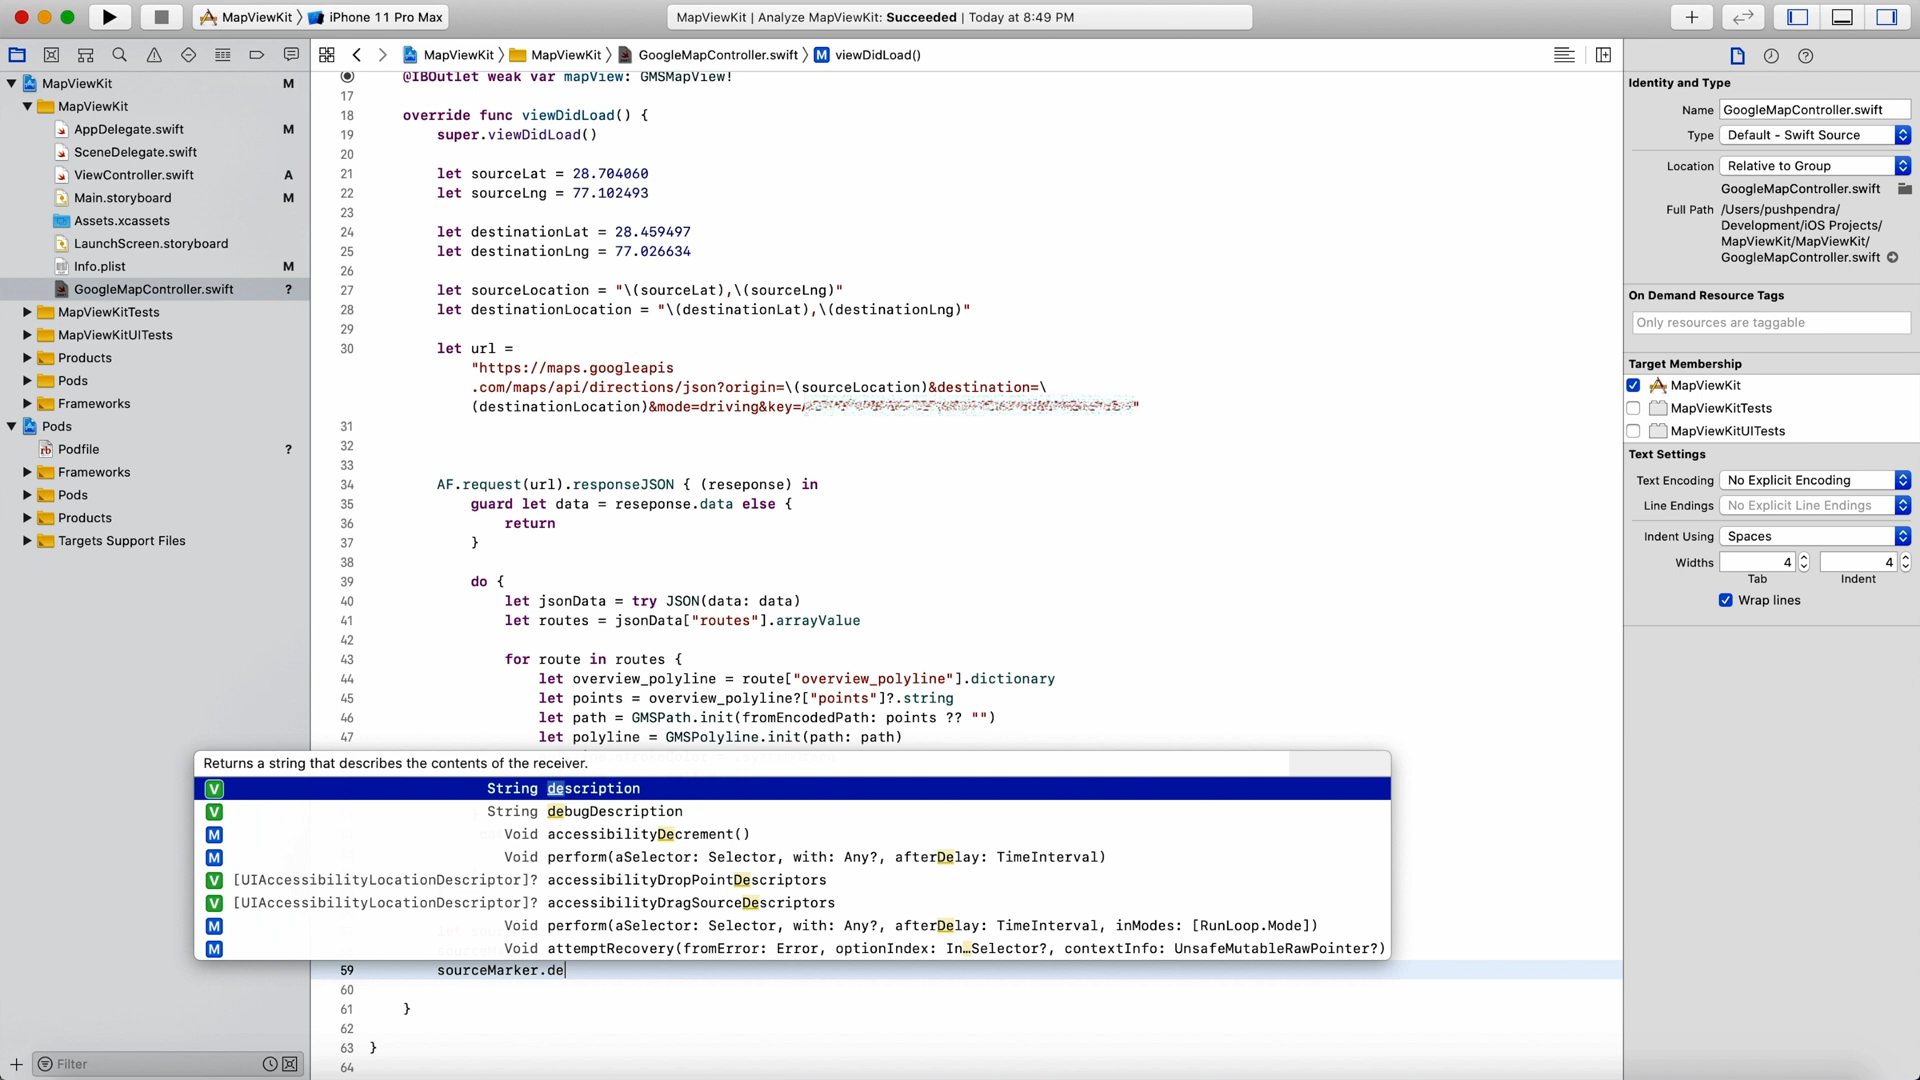 MapViewKit
iPhone 11 Pro Max
MapViewKit | Analyze MapViewKit: Succeeded | Today at 8:49 PM
MapViewKit
MapViewKit
GoogleMapController.swift
M
viewDidLoad()
MapViewKit M
MapViewKit
AppDelegate.swift M
SceneDelegate.swift
ViewController.swift A
Main.storyboard M
Assets.xcassets
LaunchScreen.storyboard
Info.plist M
GoogleMapController.swift ?
MapViewKitTests
MapViewKitUITests
Products
Pods
Frameworks
Pods
rb Podfile ?
Frameworks
Pods
Products
Targets Support Files
Filter
@IBOutlet weak var mapView: GMSMapView!
17
18 override func viewDidLoad() {
19 super.viewDidLoad()
20
21 let sourceLat = 28.704060
22 let sourceLng = 77.102493
23
24 let destinationLat = 28.459497
25 let destinationLng = 77.026634
26
27 let sourceLocation = "\(sourceLat),\(sourceLng)"
28 let destinationLocation = "\(destinationLat),\(destinationLng)"
29
30 let url =
"https://maps.googleapis
.com/maps/api/directions/json?origin=\(sourceLocation)&destination=\
(destinationLocation)&mode=driving&key= "
31
32
33
34 AF.request(url).responseJSON { (reseponse) in
35 guard let data = reseponse.data else {
36 return
37 }
38
39 do {
40 let jsonData = try JSON(data: data)
41 let routes = jsonData["routes"].arrayValue
42
43 for route in routes {
44 let overview_polyline = route["overview_polyline"].dictionary
45 let points = overview_polyline?["points"]?.string
46 let path = GMSPath.init(fromEncodedPath: points ?? "")
47 let polyline = GMSPolyline.init(path: path)
Returns a string that describes the contents of the receiver.
V String description
V String debugDescription
M Void accessibilityDecrement()
M Void perform(aSelector: Selector, with: Any?, afterDelay: TimeInterval)
V [UIAccessibilityLocationDescriptor]? accessibilityDropPointDescriptors
V [UIAccessibilityLocationDescriptor]? accessibilityDragSourceDescriptors
M Void perform(aSelector: Selector, with: Any?, afterDelay: TimeInterval, inModes: [RunLoop.Mode])
M Void attemptRecovery(fromError: Error, optionIndex: In…Selector?, contextInfo: UnsafeMutableRawPointer?)
59 sourceMarker.de
60
61 }
62
63 }
64
Identity and Type
Name GoogleMapController.swift
Type Default - Swift Source
Location Relative to Group
GoogleMapController.swift
Full Path /Users/pushpendra/
Development/iOS Projects/
MapViewKit/MapViewKit/
GoogleMapController.swift
On Demand Resource Tags
Only resources are taggable
Target Membership
MapViewKit
MapViewKitTests
MapViewKitUITests
Text Settings
Text Encoding No Explicit Encoding
Line Endings No Explicit Line Endings
Indent Using Spaces
Widths 4 4
Tab Indent
Wrap lines